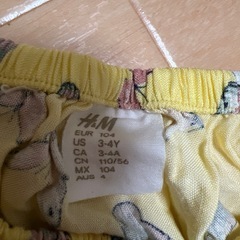 H&M
EUR 104
US 3-4Y
CA 3-4A
CN 110/56
MX 104
AUS 4